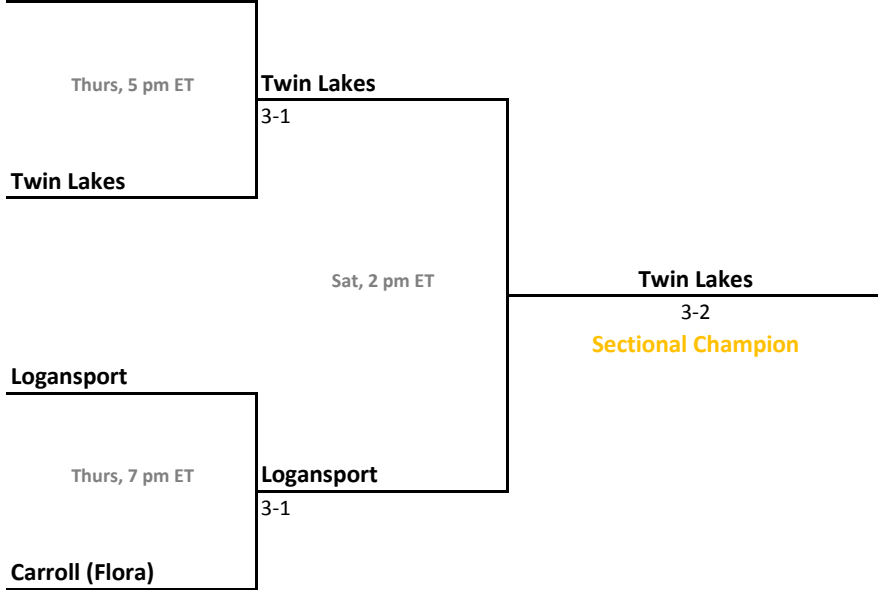 Thurs, 5 pm ET
Twin Lakes
3-1
Twin Lakes
Sat, 2 pm ET
Twin Lakes
3-2
Sectional Champion
Logansport
Thurs, 7 pm ET
Logansport
3-1
Carroll (Flora)